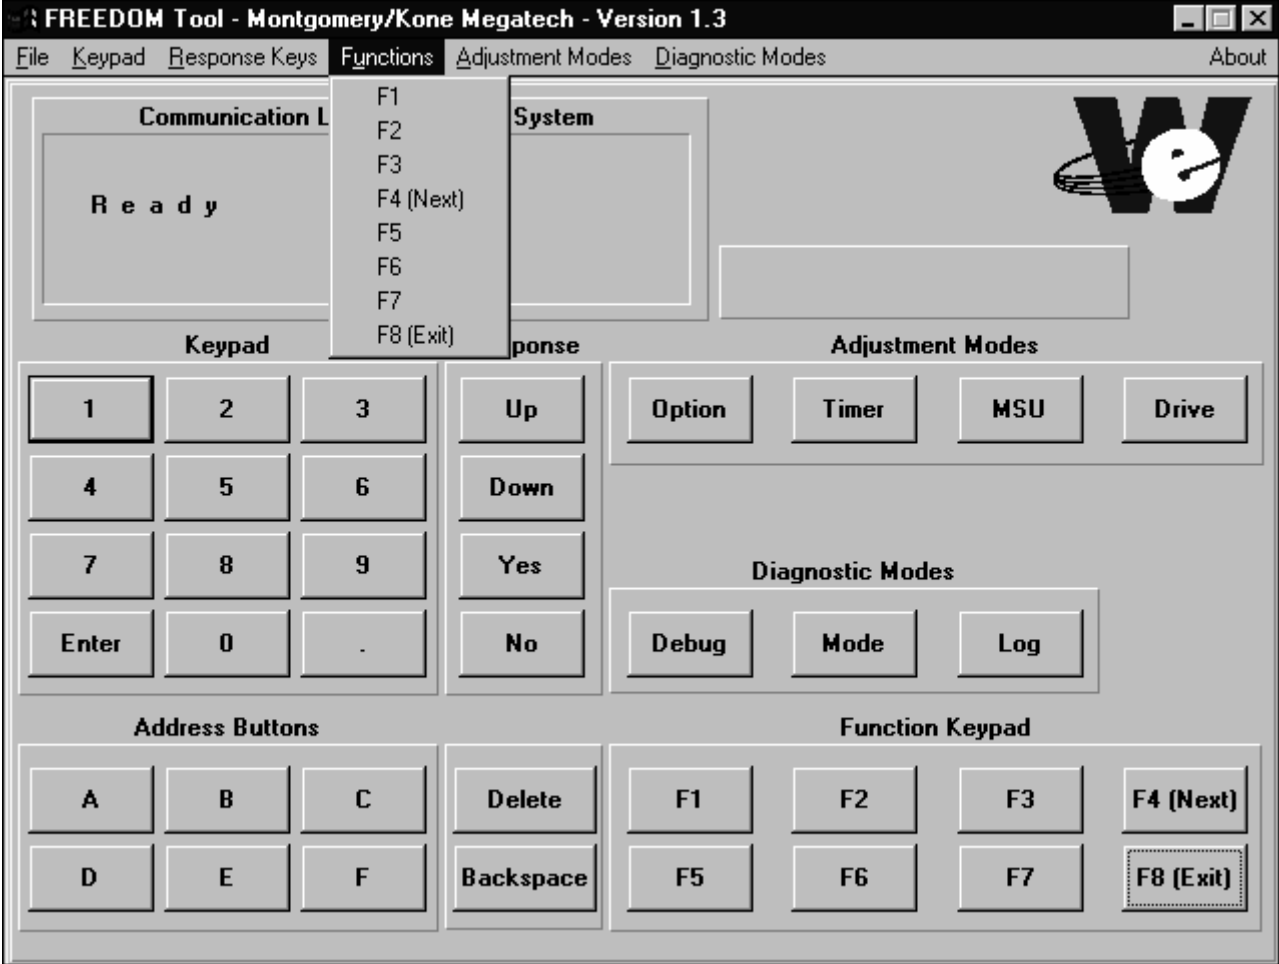 FREEDOM Tool - Montgomery/Kone Megatech - Version 1.3
File Keypad Response Keys Functions Adjustment Modes Diagnostic Modes About
F1
F2
F3
F4 (Next)
F5
F6
F7
F8 (Exit)
Communication L System
Ready
We
Keypad ponse Adjustment Modes
1 2 3 Up Option Timer MSU Drive
4 5 6 Down
7 8 9 Yes
Diagnostic Modes
Enter 0 . No Debug Mode Log
Address Buttons Function Keypad
A B C Delete F1 F2 F3 F4 (Next)
D E F Backspace F5 F6 F7 F8 (Exit)